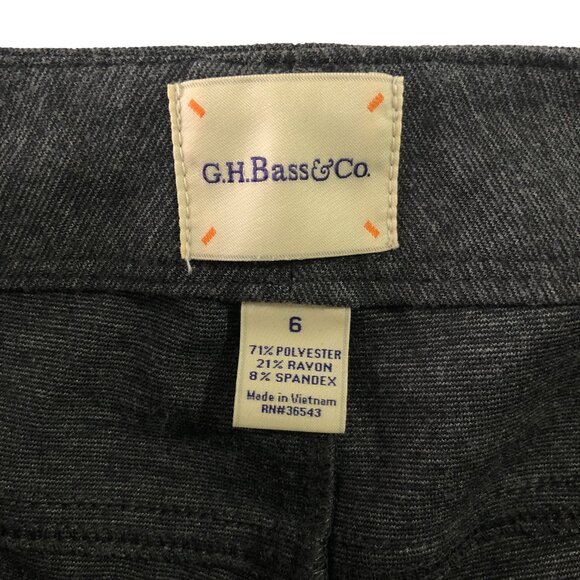 G.H.Bass&Co.
6
71% POLYESTER
21% RAYON
8% SPANDEX
Made in Vietnam
RN#36543